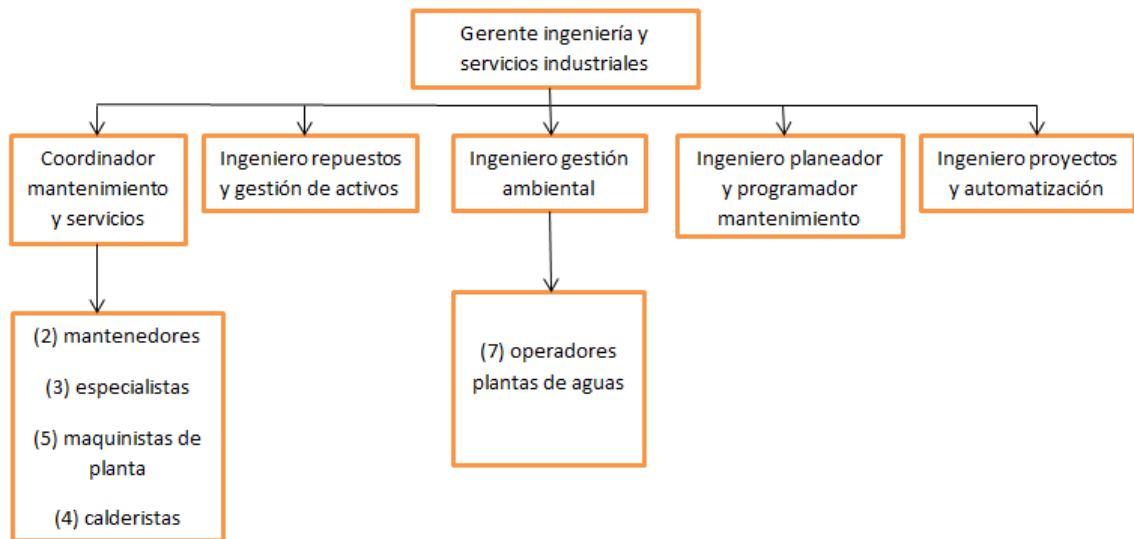 Gerente ingeniería y
servicios industriales
Coordinador
mantenimiento
y servicios
Ingeniero repuestos
y gestión de activos
Ingeniero gestión
ambiental
Ingeniero planeador
y programador
mantenimiento
Ingeniero proyectos
y automatización
(2) mantenedores
(3) especialistas
(5) maquinistas de
planta
(4) calderistas
(7) operadores
plantas de aguas